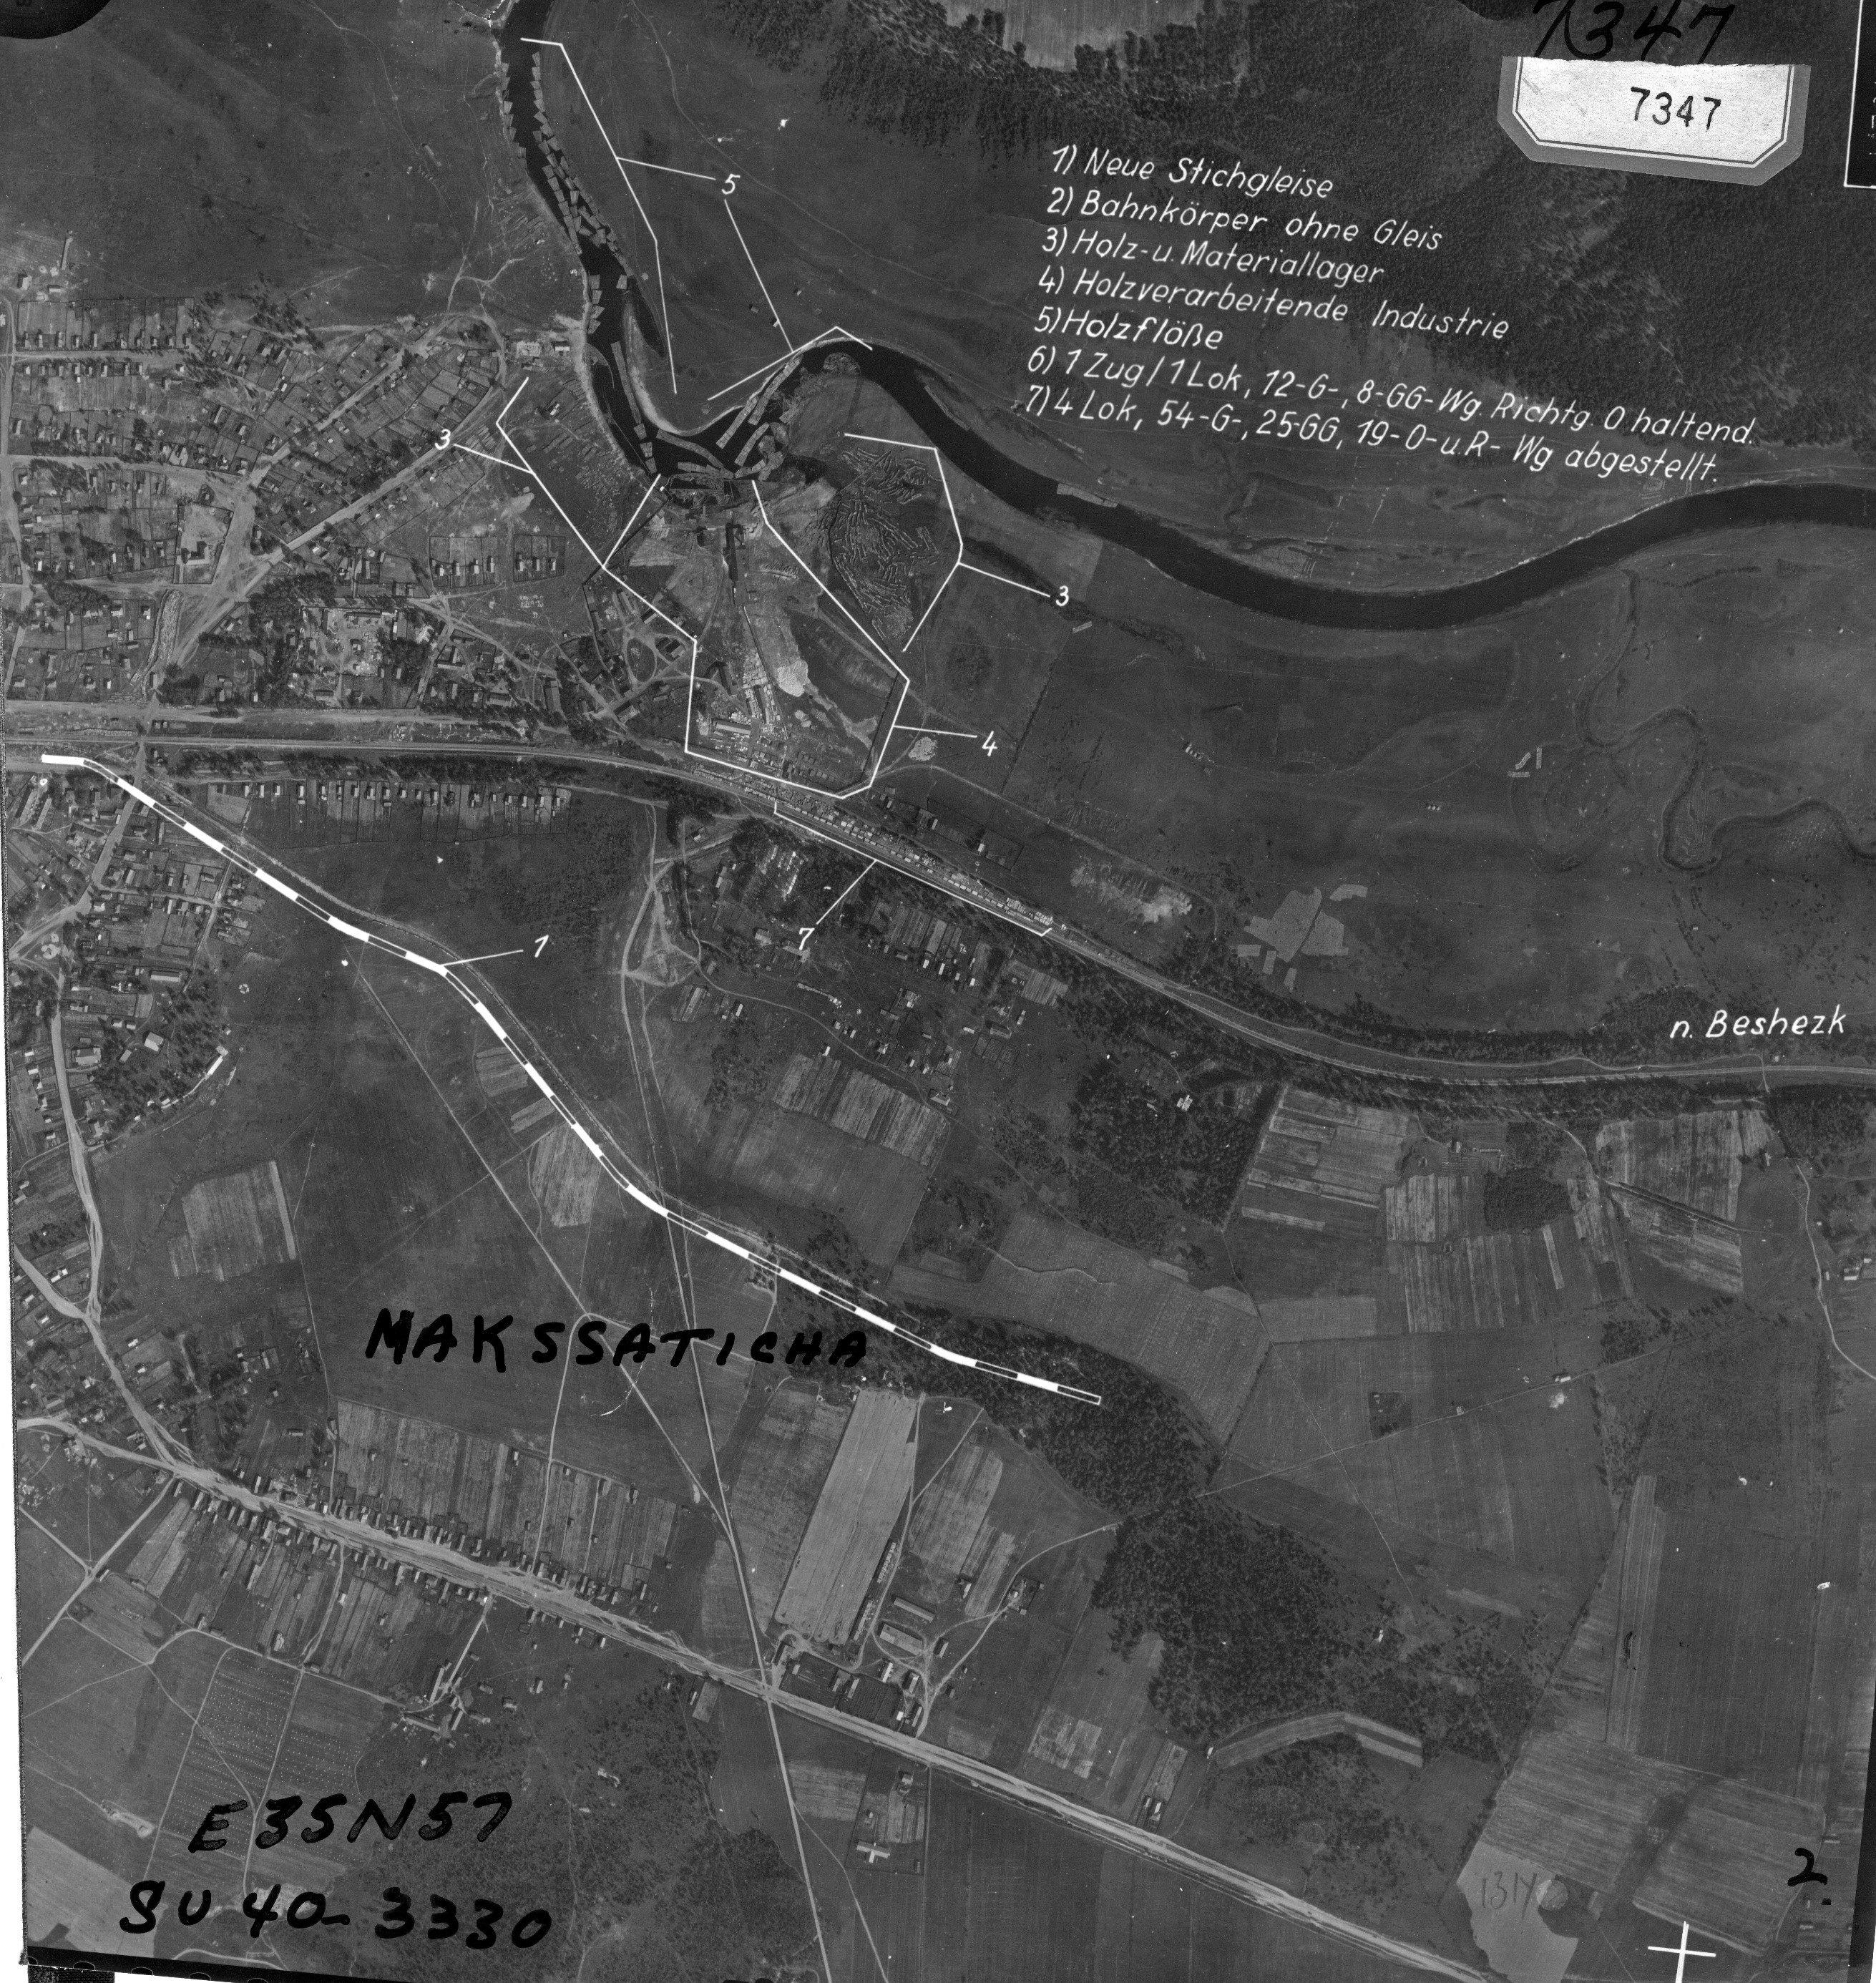 7347
7347
1) Neue Stichgleise
2) Bahnkörper ohne Gleis
3) Holz- u. Materiallager
4) Holzverarbeitende Industrie
5) Holzflöße
6) 1 Zug / 1 Lok, 12-G-, 8-GG-Wg Richtg. O haltend.
7) 4 Lok, 54-G-, 25-GG, 19-O-u.R-Wg abgestellt.
5
3
3
4
7
1
n. Beshezk
MAKSSATICHA
E35N57
SU 40-3330
1314
2.